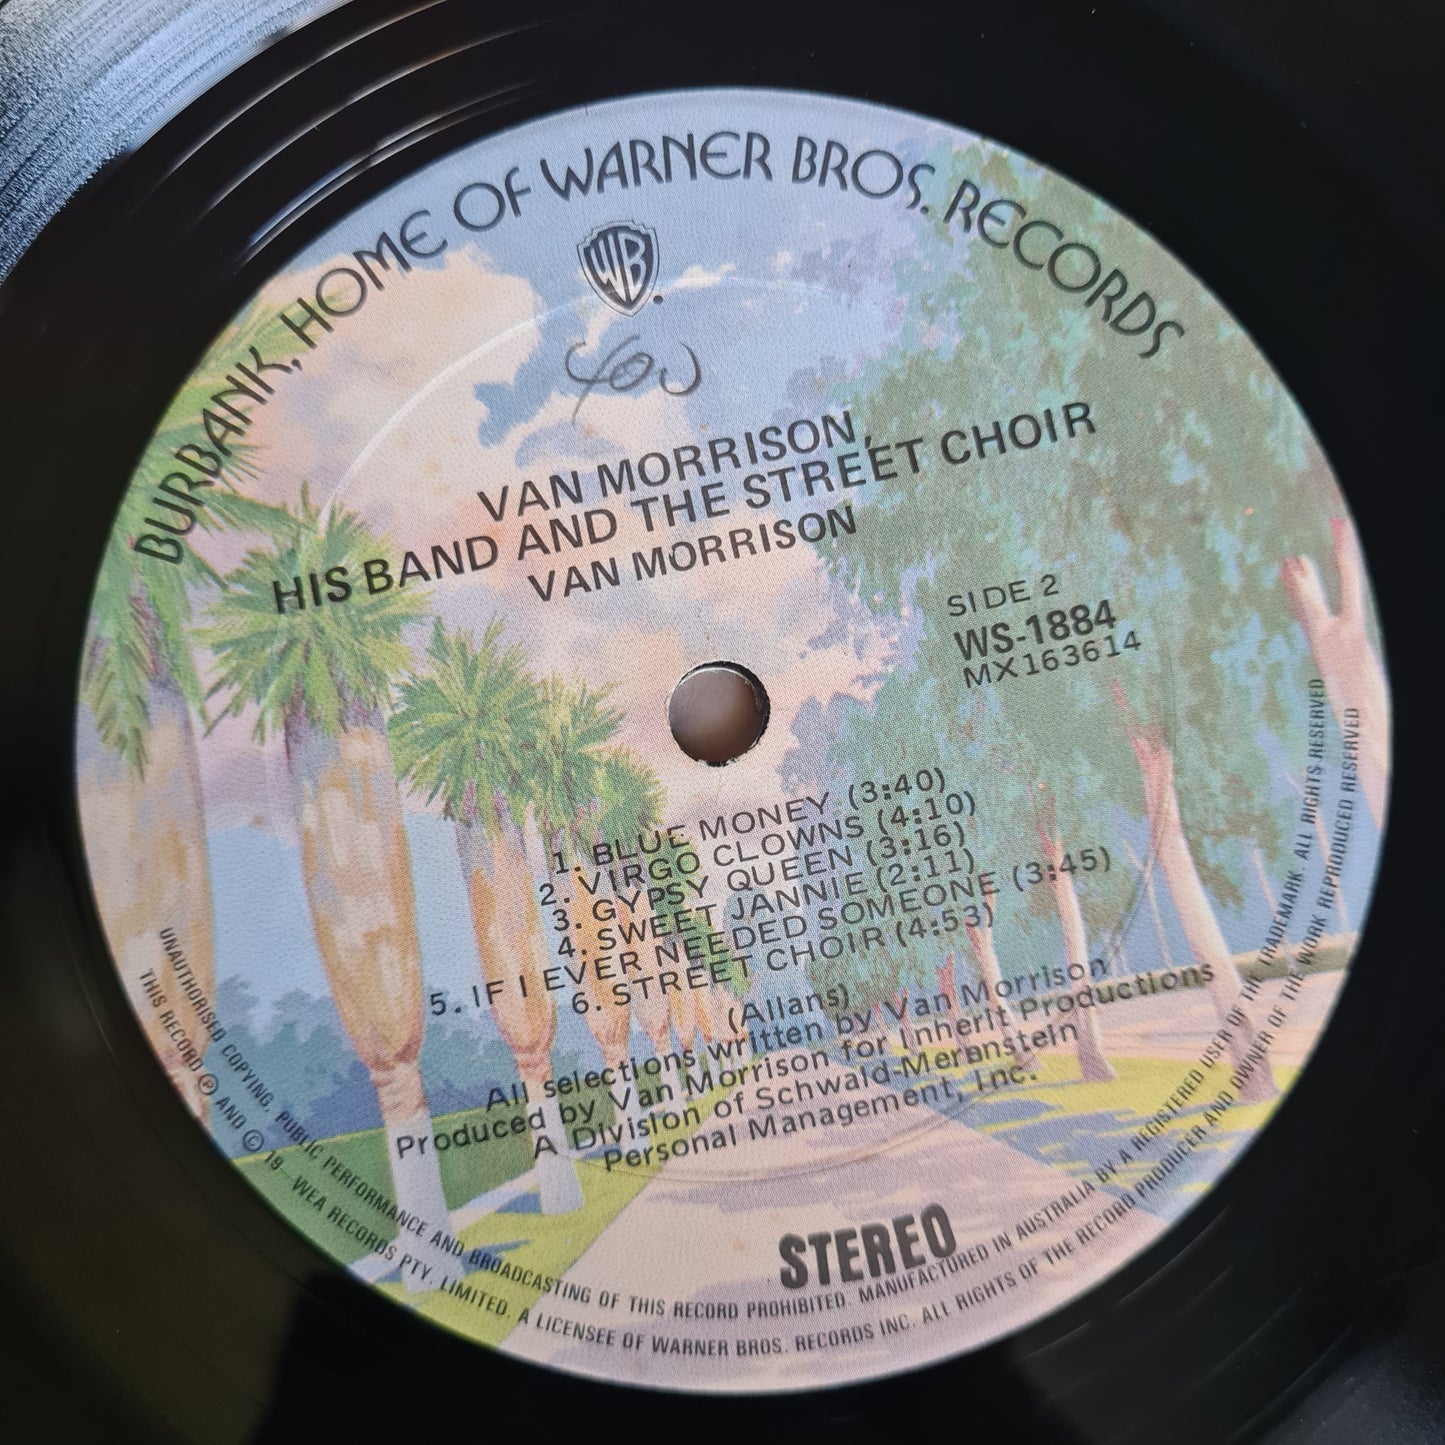 BURBANK, HOME OF WARNER BROS. RECORDS
WB
VAN MORRISON,
HIS BAND AND THE STREET CHOIR
VAN MORRISON
SIDE 2
WS-1884
MX163614
1. BLUE MONEY (3:40)
2. VIRGO CLOWNS (4:10)
3. GYPSY QUEEN (3:16)
4. SWEET JANNIE (2:11)
5. IF I EVER NEEDED SOMEONE (3:45)
6. STREET CHOIR (4:53)
(Allans)
All selections written by Van Morrison
Produced by Van Morrison for Inherit Productions
A Division of Schwaid-Merenstein
Personal Management, Inc.
STEREO
UNAUTHORISED COPYING, PUBLIC PERFORMANCE AND BROADCASTING OF THIS RECORD PROHIBITED. MANUFACTURED IN AUSTRALIA BY A REGISTERED USER OF THE TRADEMARK. ALL RIGHTS RESERVED
THIS RECORD ℗ AND © 19 WEA RECORDS PTY. LIMITED. A LICENSEE OF WARNER BROS. RECORDS INC. ALL RIGHTS OF THE RECORD PRODUCER AND OWNER OF THE WORK REPRODUCED RESERVED